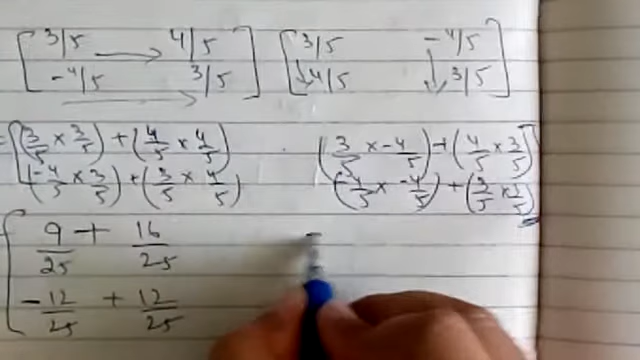 [3/5 → 4/5] [3/5 -4/5]
[-4/5 3/5] [4/5 3/5]
=[(3/5 × 3/5) + (4/5 × 4/5) (3/5 × -4/5) + (4/5 × 3/5)]
(-4/5 × 3/5) + (3/5 × 4/5) (-4/5 × -4/5) + (3/5 × 3/5)
[9/25 + 16/25 -
-12/25 + 12/25